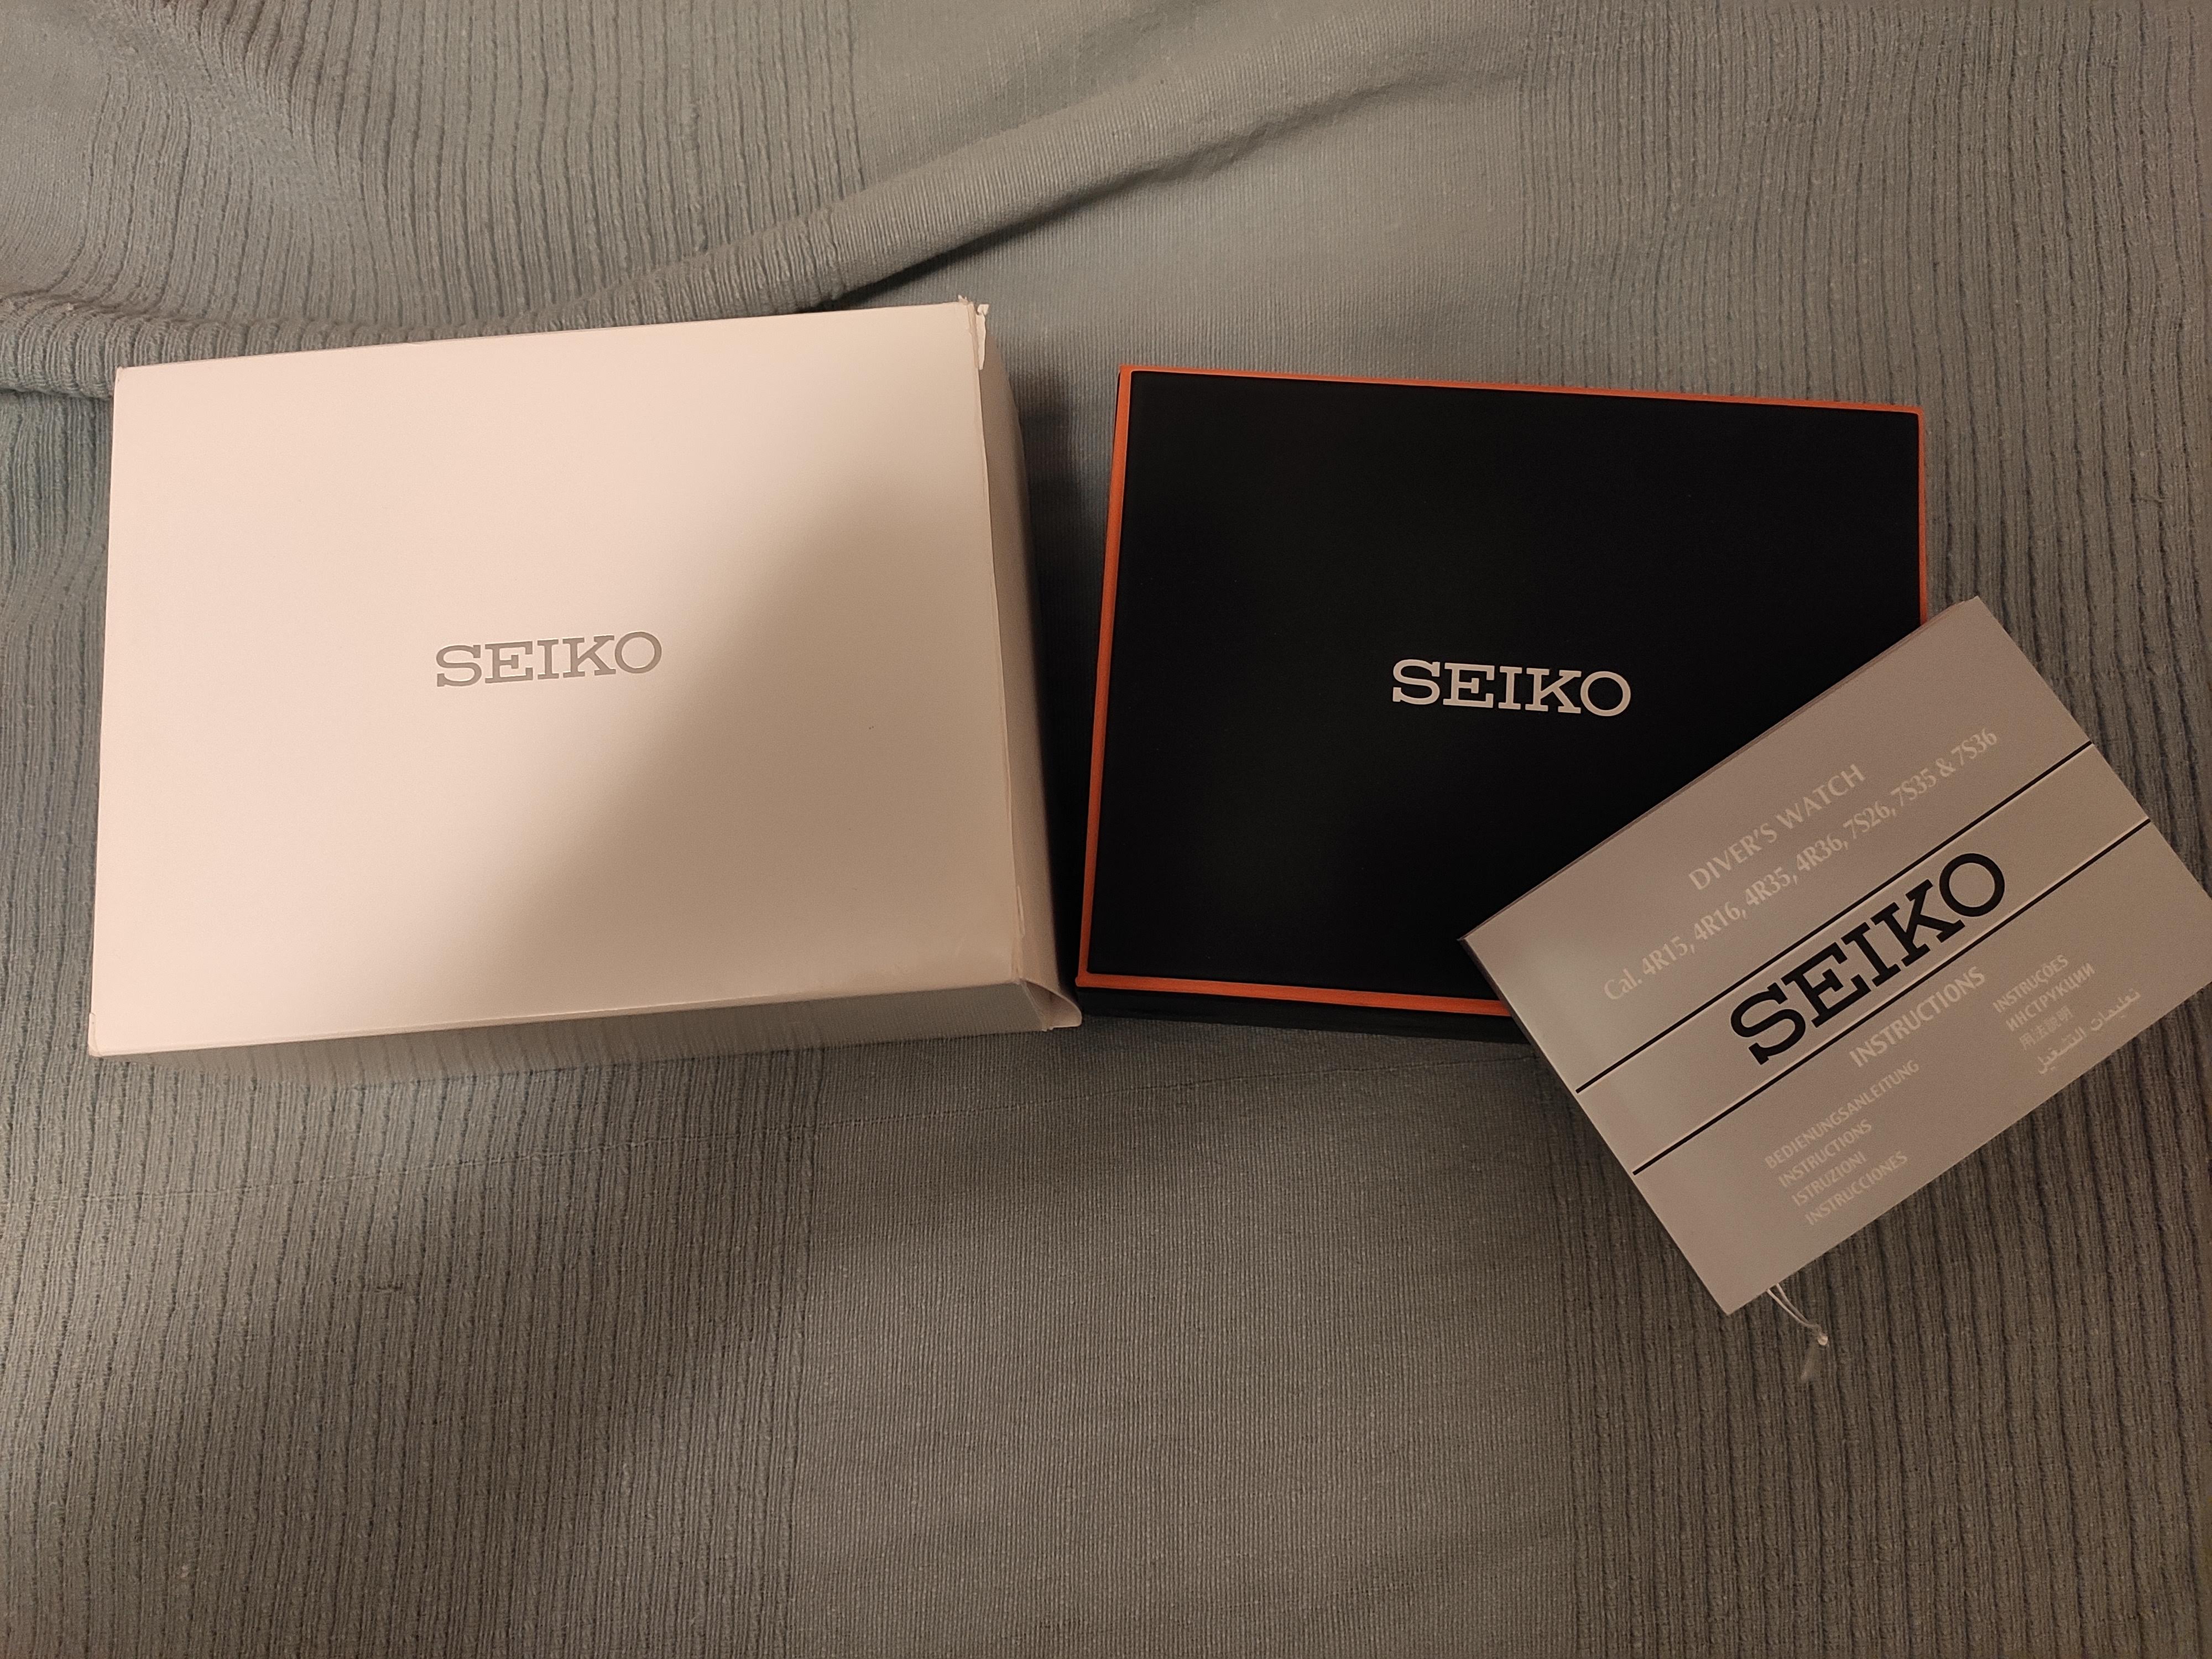 SEIKO
SEIKO
DIVER'S WATCH
Cal. 4R15, 4R16, 4R35, 4R36, 7S26, 7S35 & 7S36
SEIKO
INSTRUCTIONS
BEDIENUNGSANLEITUNG
INSTRUCTIONS
ISTRUZIONI
INSTRUCCIONES
INSTRUÇÕES
ИНСТРУКЦИИ
用法説明
تعليمات التشغيل